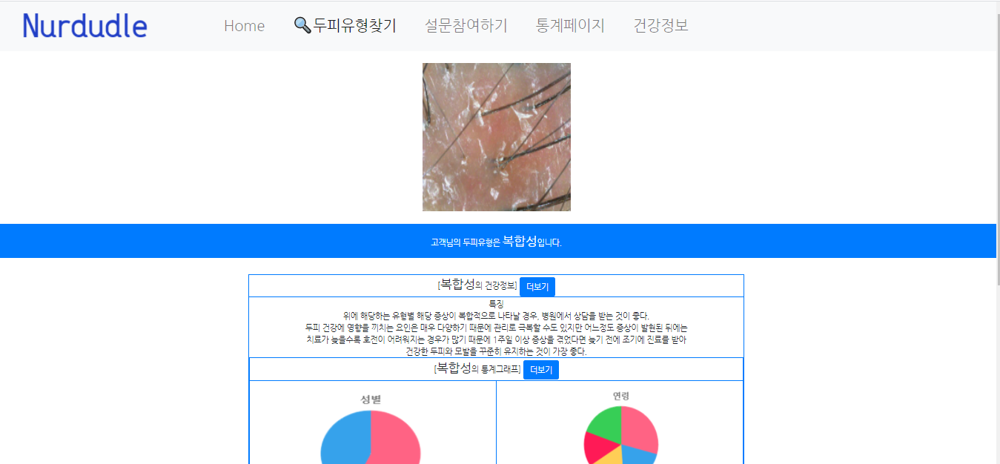 Nurdudle
Home 두피유형찾기 설문참여하기 통계페이지 건강정보
고객님의 두피유형은 복합성입니다.
[복합성의 건강정보] 더보기
특징
위에 해당하는 유형별 해당 증상이 복합적으로 나타날 경우, 병원에서 상담을 받는 것이 좋다.
두피 건강에 영향을 끼치는 요인은 매우 다양하기 때문에 관리로 극복할 수도 있지만 어느정도 증상이 발현된 뒤에는
치료가 늦을수록 호전이 어려워지는 경우가 많기 때문에 1주일 이상 증상을 겪었다면 늦기 전에 조기에 진료를 받아
건강한 두피와 모발을 꾸준히 유지하는 것이 가장 좋다.
[복합성의 통계그래프] 더보기
성별 연령